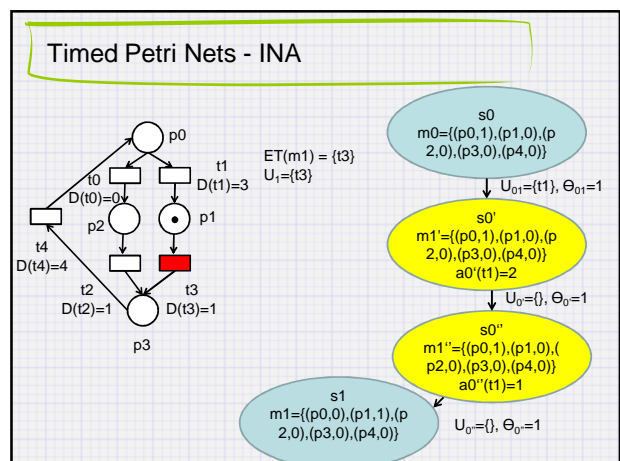 Timed Petri Nets - INA
p0
t0
D(t0)=0
t1
D(t1)=3
p2
p1
t4
D(t4)=4
t2
D(t2)=1
t3
D(t3)=1
p3
ET(m1) = {t3}
U1={t3}
s0
m0={(p0,1),(p1,0),(p
2,0),(p3,0),(p4,0)}
U01={t1}, ϴ01=1
s0'
m1'={(p0,1),(p1,0),(p
2,0),(p3,0),(p4,0)}
a0'(t1)=2
U0'={}, ϴ0'=1
s0''
m1''={(p0,1),(p1,0),(
p2,0),(p3,0),(p4,0)}
a0''(t1)=1
U0''={}, ϴ0''=1
s1
m1={(p0,0),(p1,1),(p
2,0),(p3,0),(p4,0)}